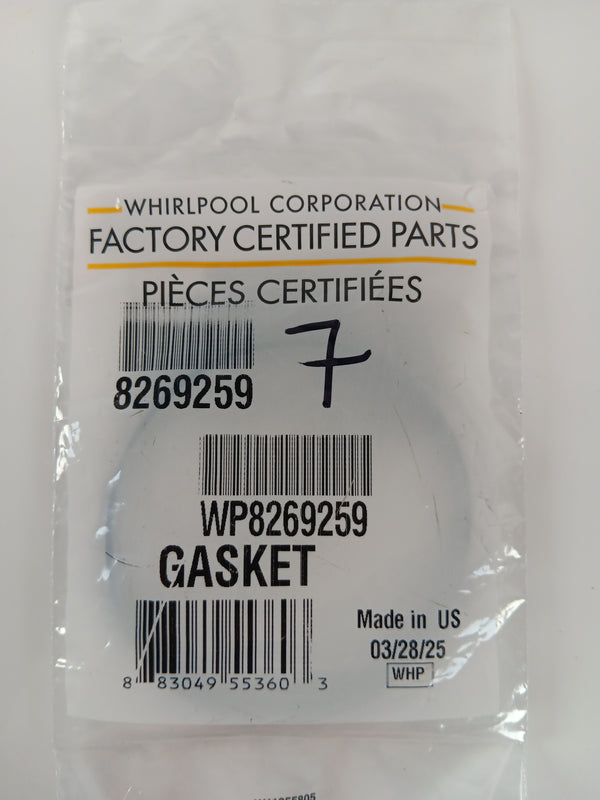 WHIRLPOOL CORPORATION
FACTORY CERTIFIED PARTS
PIÈCES CERTIFIÉES
7
8269259
WP8269259
GASKET
Made in US
03/28/25
WHP
8 83049 55360 3